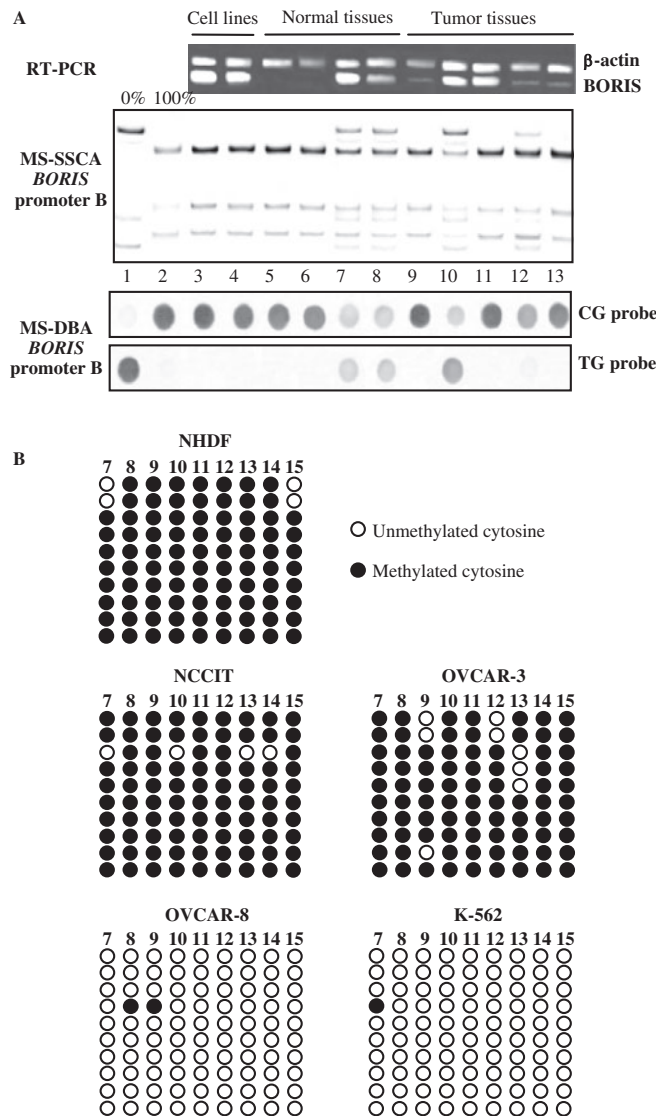 A
Cell lines Normal tissues Tumor tissues
RT-PCR
β-actin
BORIS
0% 100%
MS-SSCA
BORIS
promoter B
1 2 3 4 5 6 7 8 9 10 11 12 13
MS-DBA
BORIS
promoter B
CG probe
TG probe
B
NHDF
7 8 9 10 11 12 13 14 15
Unmethylated cytosine
Methylated cytosine
NCCIT
7 8 9 10 11 12 13 14 15
OVCAR-3
7 8 9 10 11 12 13 14 15
OVCAR-8
7 8 9 10 11 12 13 14 15
K-562
7 8 9 10 11 12 13 14 15